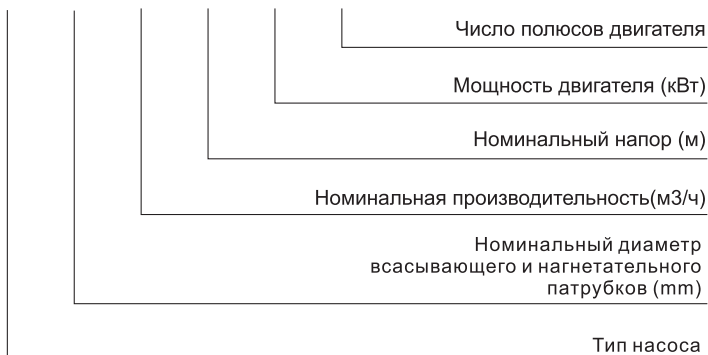 Число полюсов двигателя
Мощность двигателя (кВт)
Номинальный напор (м)
Номинальная производительность(м3/ч)
Номинальный диаметр
всасывающего и нагнетательного
патрубков (mm)
Тип насоса